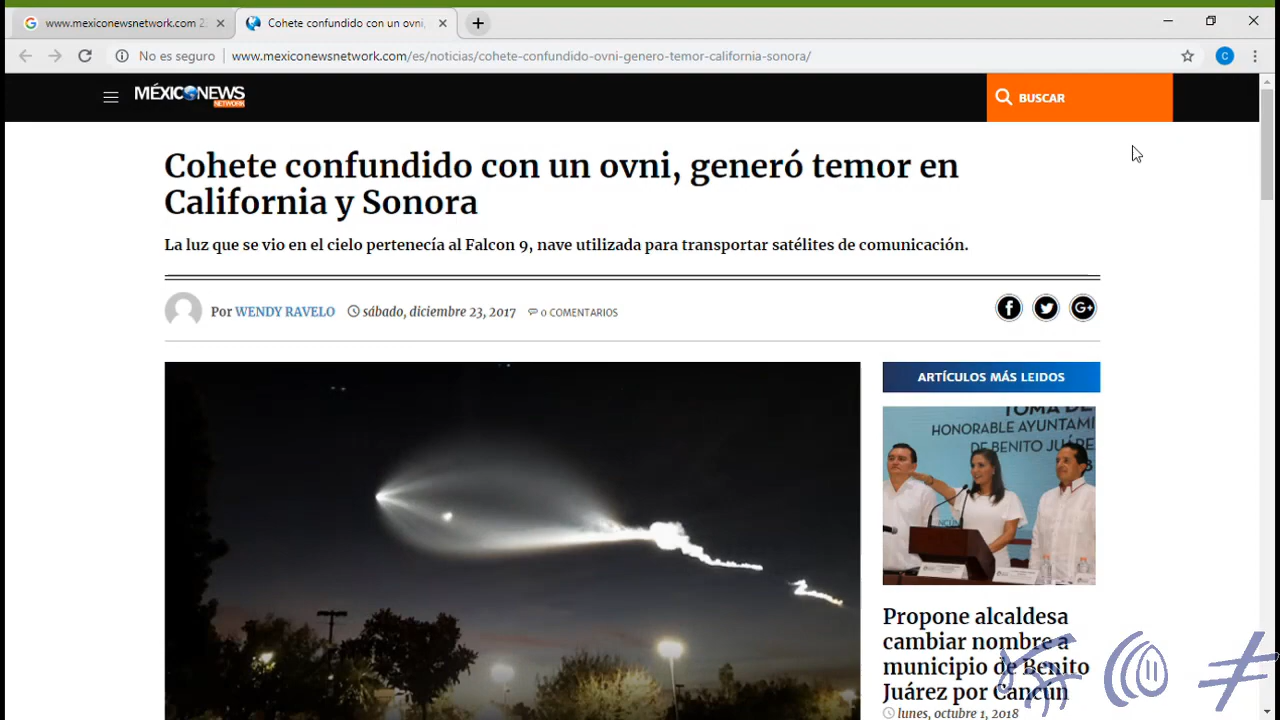 www.mexiconewsnetwork.com 2
Cohete confundido con un ovni,
No es seguro
www.mexiconewsnetwork.com/es/noticias/cohete-confundido-ovni-genero-temor-california-sonora/
C
MÉXICO NEWS
NETWORK
BUSCAR
Cohete confundido con un ovni, generó temor en
California y Sonora
La luz que se vio en el cielo pertenecía al Falcon 9, nave utilizada para transportar satélites de comunicación.
Por WENDY RAVELO sábado, diciembre 23, 2017 0 COMENTARIOS
ARTÍCULOS MÁS LEIDOS
TOMA DE
HONORABLE AYUNTAMI
DE BENITO JUÁRE
Propone alcaldesa
cambiar nombre a
municipio de Benito
Juárez por Cancún
lunes, octubre 1, 2018